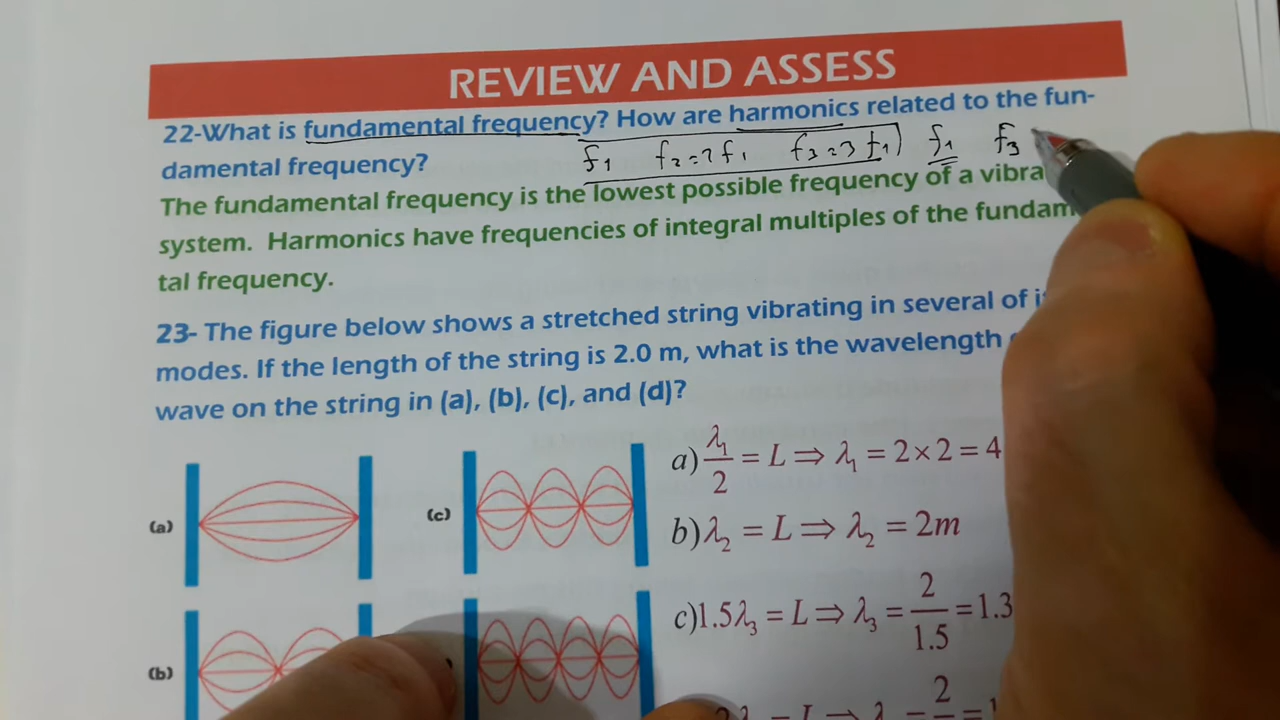 REVIEW AND ASSESS
22-What is fundamental frequency? How are harmonics related to the fun-
damental frequency?
f₁ f₂=2f₁ f₃=3f₁ f₁ f₃
The fundamental frequency is the lowest possible frequency of a
system. Harmonics have frequencies of integral multiples of the
tal frequency.
23- The figure below shows a stretched string vibrating in several of
modes. If the length of the string is 2.0 m, what is the wavelength
wave on the string in (a), (b), (c), and (d)?
(a)
(c)
(b)
a) λ₁/2 = L ⇒ λ₁ = 2×2 = 4
b) λ₂ = L ⇒ λ₂ = 2m
c) 1.5λ₃ = L ⇒ λ₃ = 2/1.5 = 1.3